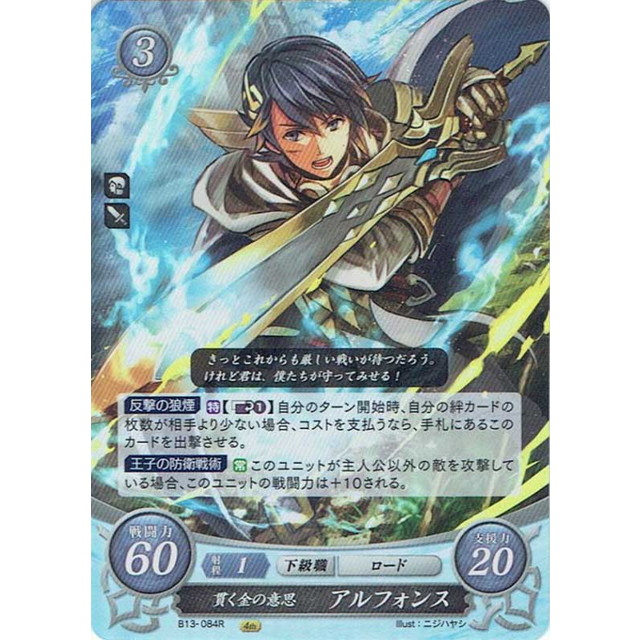 3
きっとこれからも厳しい戦いが待つだろう。
けれど君は、僕たちが守ってみせる!
反撃の狼煙 特【1】自分のターン開始時、自分の絆カードの
枚数が相手より少ない場合、コストを支払うなら、手札にあるこの
カードを出撃させる。
王子の防衛戦術 常 このユニットが主人公以外の敵を攻撃して
いる場合、このユニットの戦闘力は+10される。
戦闘力 60
射程 1
下級職 ロード
支援力 20
貫く金の意思 アルフォンス
B13-084R 4th Illust:ニジハヤシ